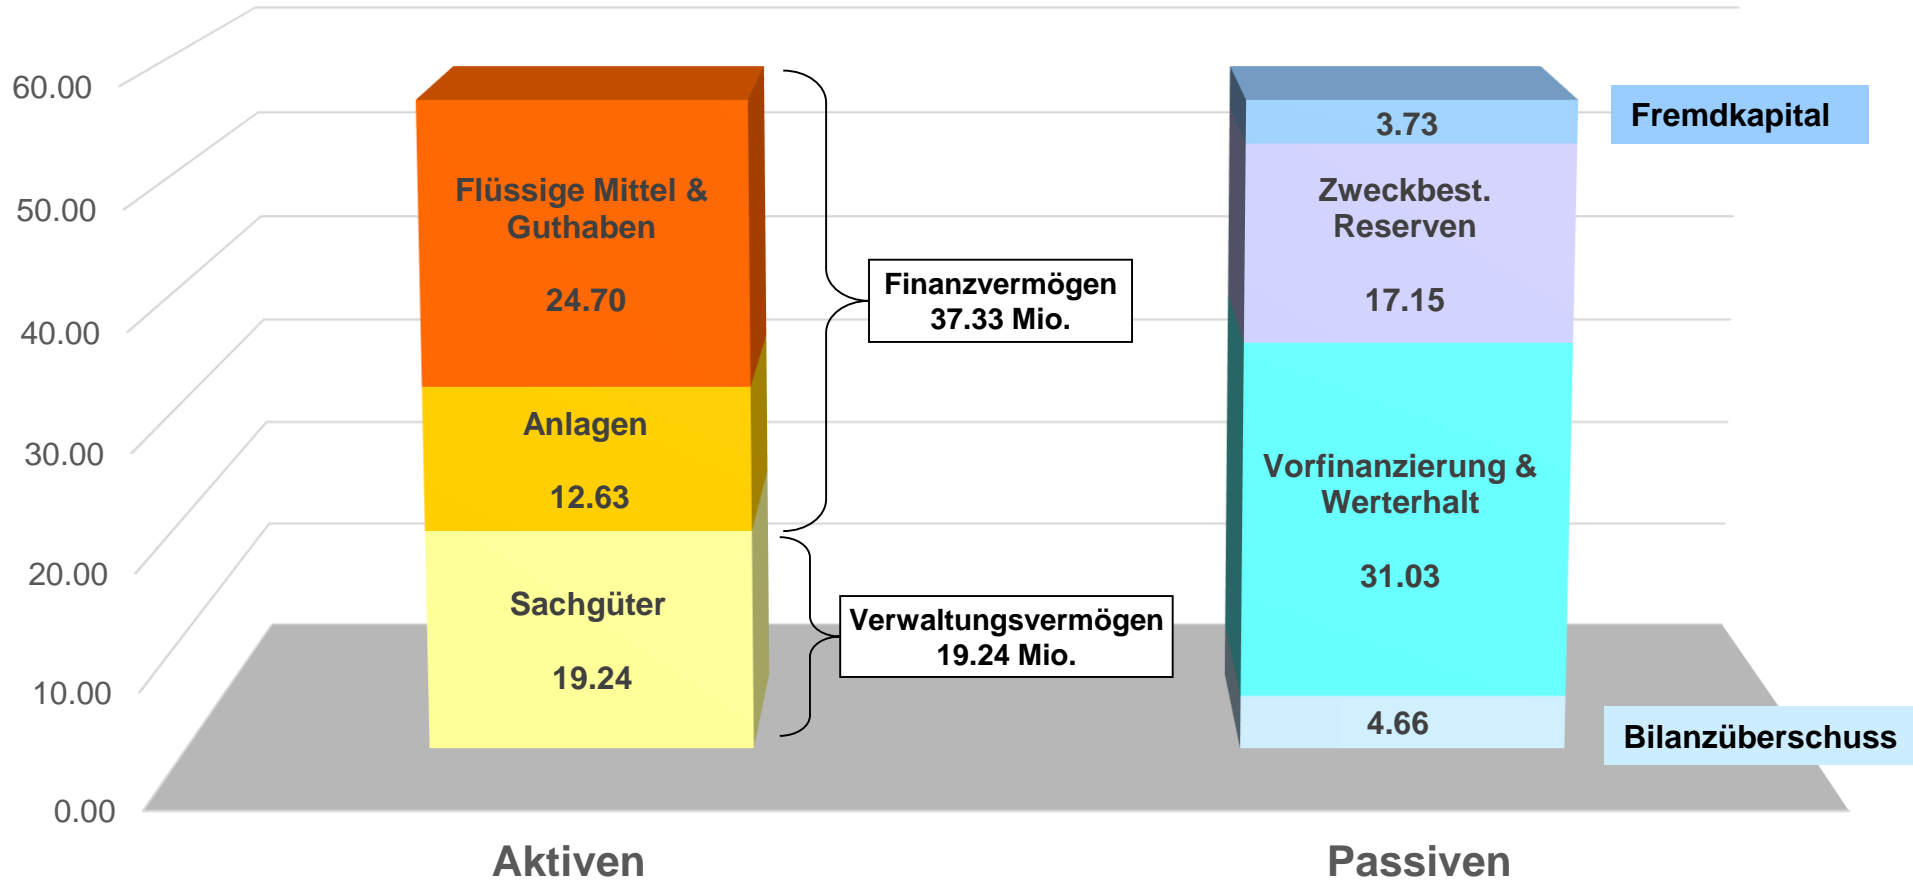 60.00
50.00
40.00
30.00
20.00
10.00
0.00
Flüssige Mittel &
Guthaben
24.70
Anlagen
12.63
Sachgüter
19.24
Finanzvermögen
37.33 Mio.
Verwaltungsvermögen
19.24 Mio.
3.73
Zweckbest.
Reserven
17.15
Vorfinanzierung &
Werterhalt
31.03
4.66
Fremdkapital
Bilanzüberschuss
Aktiven
Passiven